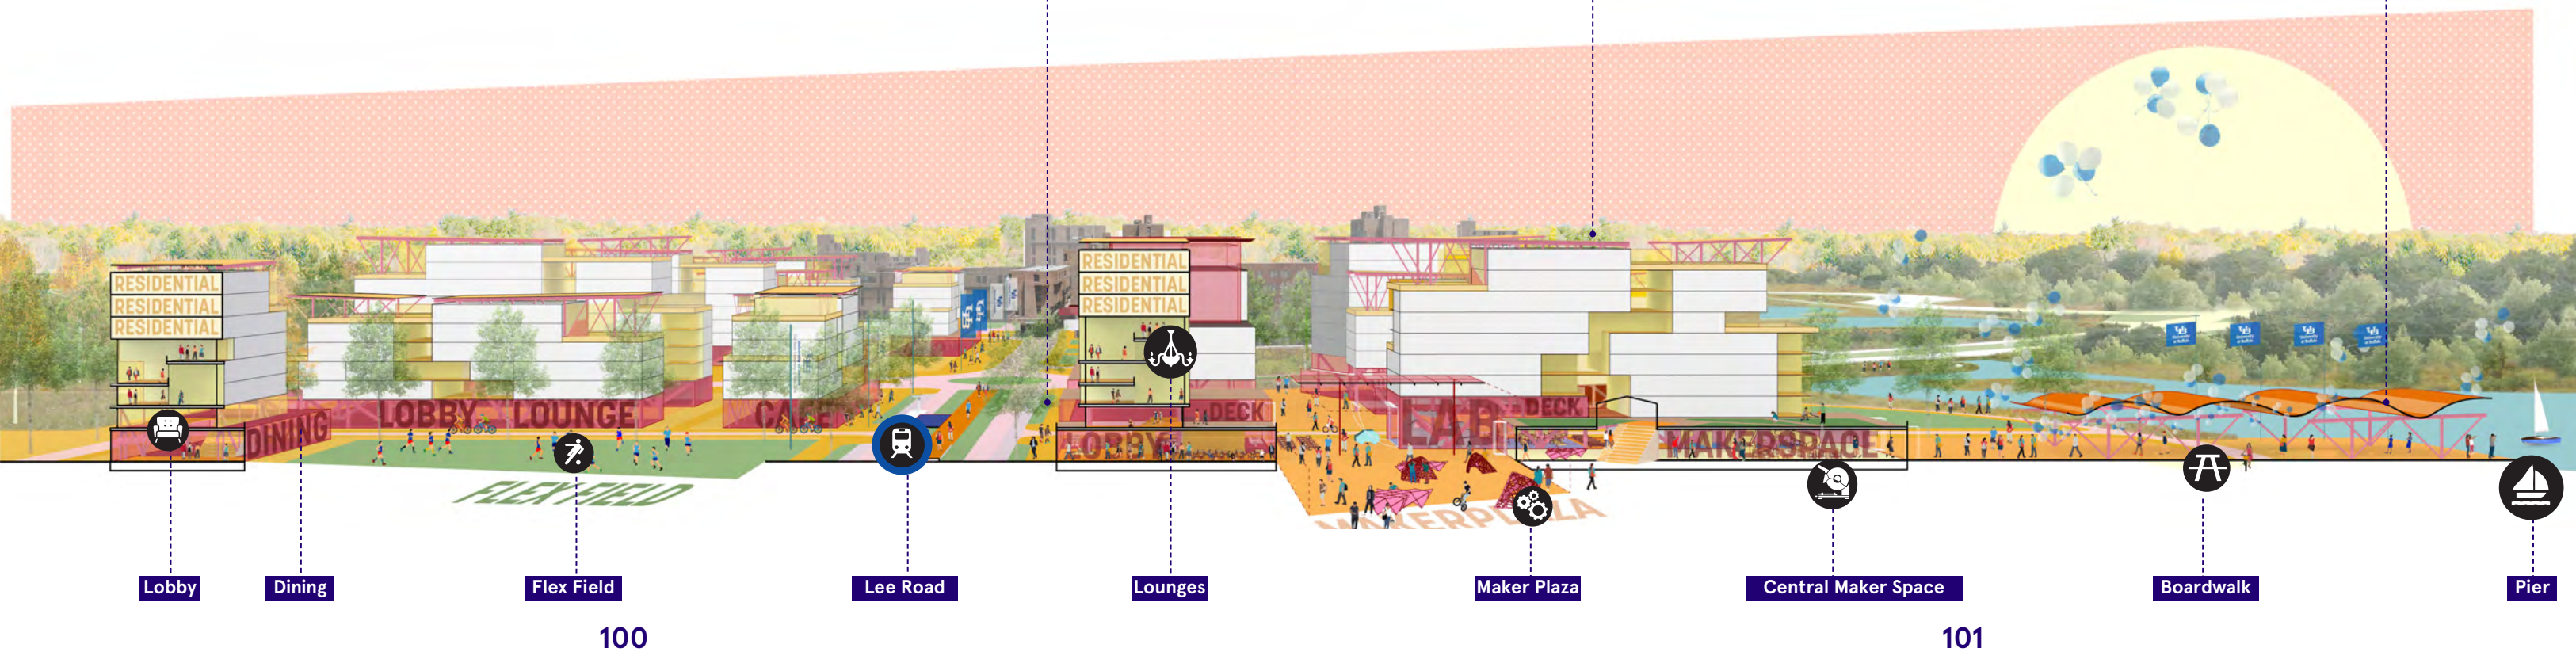 RESIDENTIAL
RESIDENTIAL
RESIDENTIAL
DINING
LOBBY LOUNGE
CAFE
FLEX FIELD
RESIDENTIAL
RESIDENTIAL
RESIDENTIAL
DECK
LOBBY
LAB
DECK
MAKERSPACE
MAKERPLAZA
Lobby
Dining
Flex Field
Lee Road
Lounges
Maker Plaza
Central Maker Space
Boardwalk
Pier
100
101